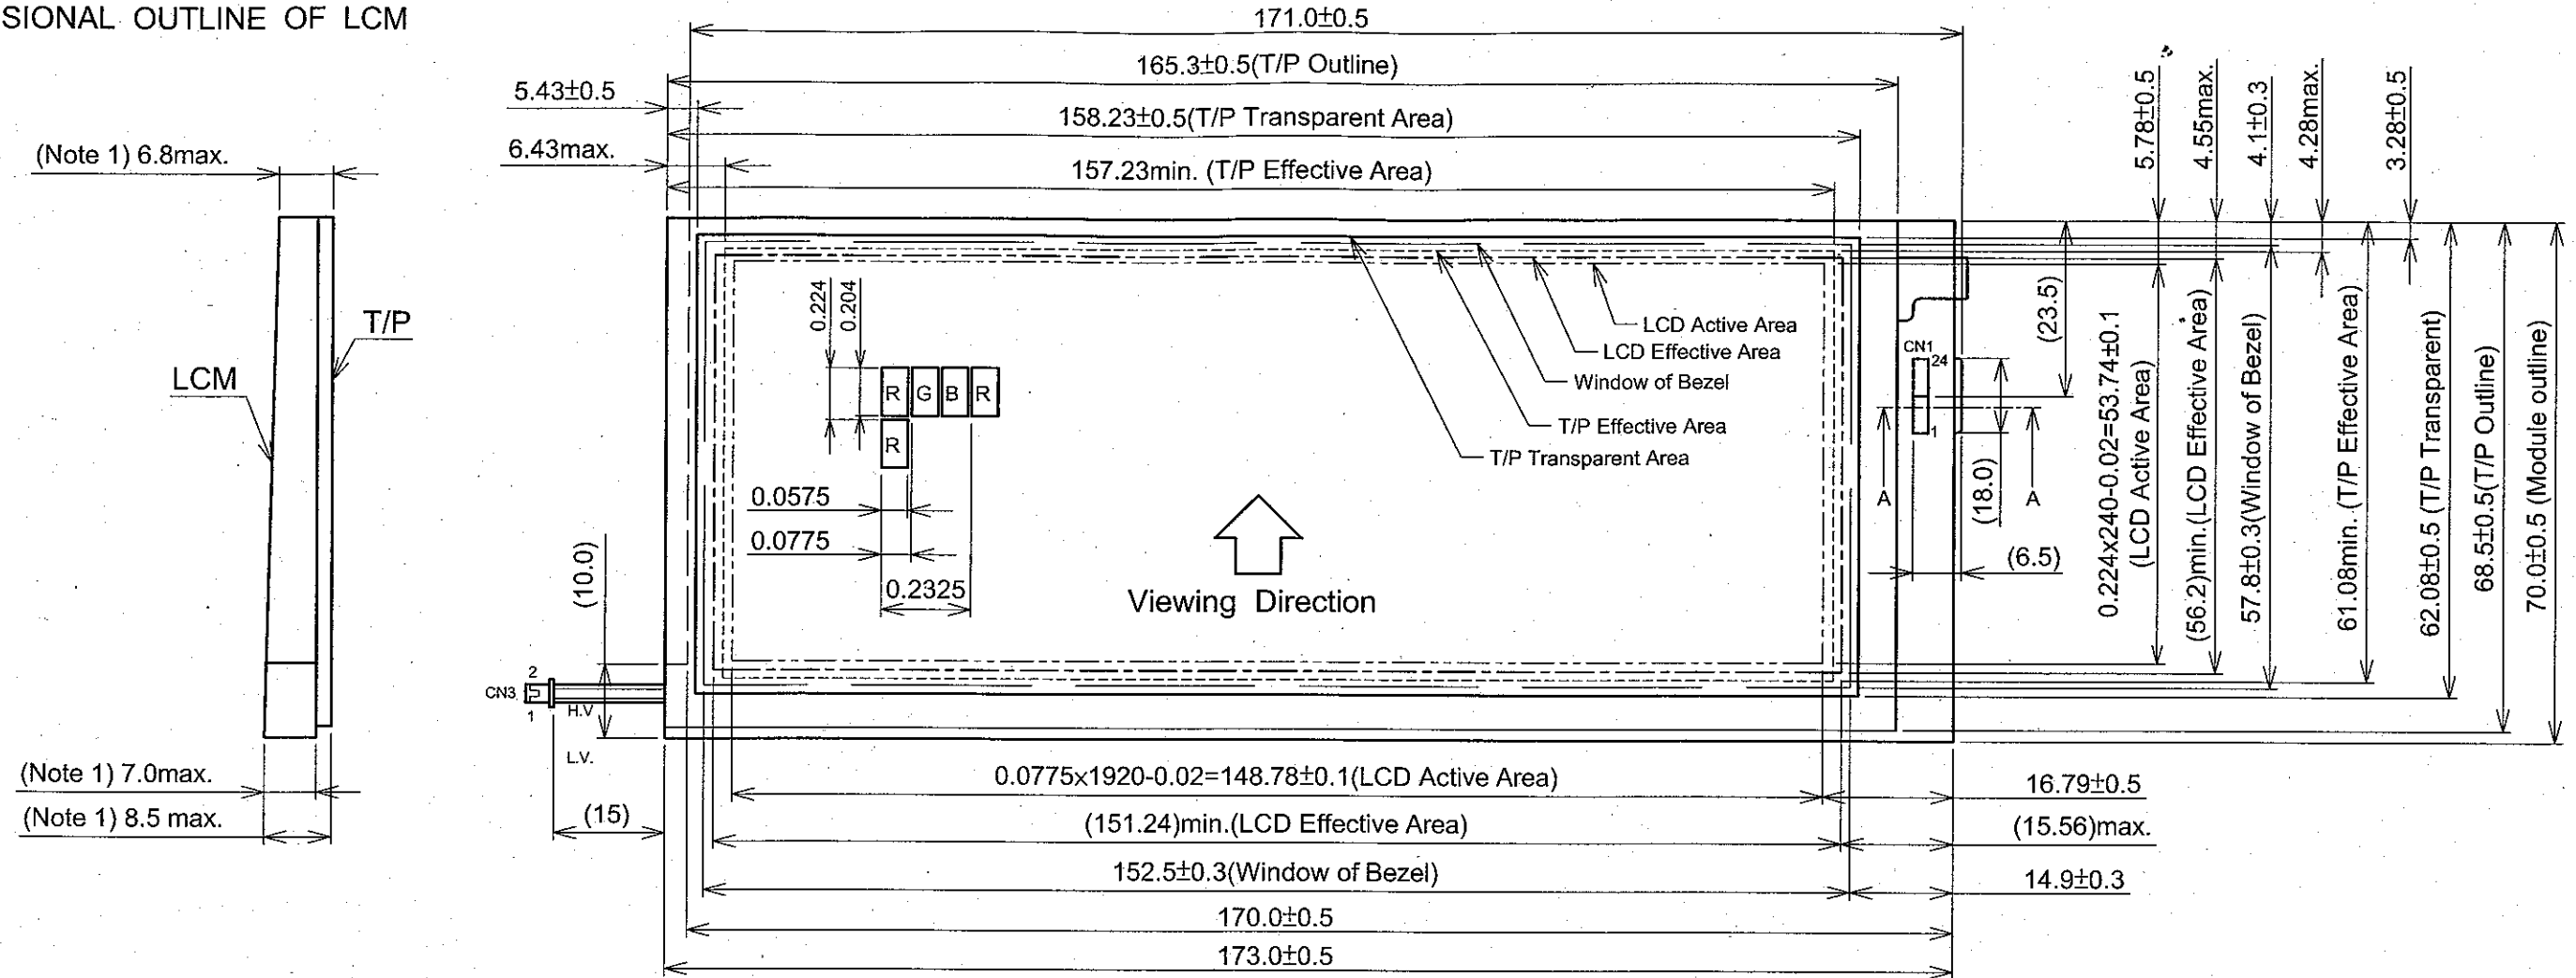 SIONAL OUTLINE OF LCM
171.0±0.5
165.3±0.5(T/P Outline)
5.43±0.5
158.23±0.5(T/P Transparent Area)
6.43max.
157.23min. (T/P Effective Area)
(Note 1) 6.8max.
T/P
LCM
(Note 1) 7.0max.
(Note 1) 8.5 max.
5.78±0.5
4.55max.
4.1±0.3
4.28max.
3.28±0.5
0.224
0.204
R G B R
R
0.0575
0.0775
0.2325
LCD Active Area
LCD Effective Area
Window of Bezel
T/P Effective Area
T/P Transparent Area
Viewing Direction
(10.0)
CN3
2
1
H.V
L.V.
(15)
CN1
24
1
A
A
(23.5)
(18.0)
(6.5)
0.224x240-0.02=53.74±0.1
(LCD Active Area)
(56.2)min.(LCD Effective Area)
57.8±0.3(Window of Bezel)
61.08min. (T/P Effective Area)
62.08±0.5 (T/P Transparent)
68.5±0.5(T/P Outline)
70.0±0.5 (Module outline)
0.0775x1920-0.02=148.78±0.1(LCD Active Area)
16.79±0.5
(151.24)min.(LCD Effective Area)
(15.56)max.
152.5±0.3(Window of Bezel)
14.9±0.3
170.0±0.5
173.0±0.5